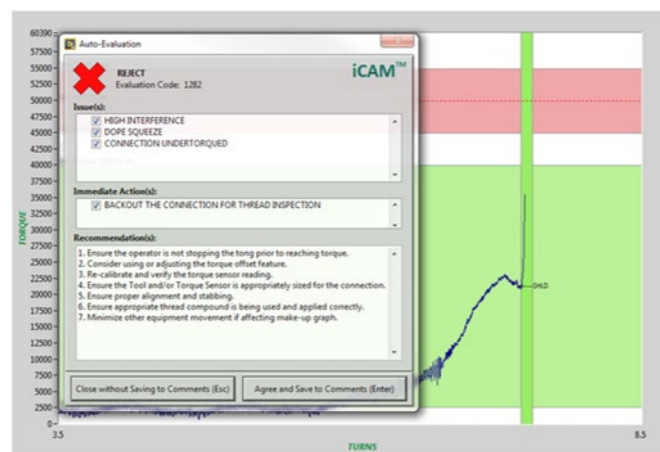 Auto-Evaluation
REJECT
Evaluation Code: 1282
iCAM™
Issue(s):
HIGH INTERFERENCE
DOPE SQUEEZE
CONNECTION UNDERTORQUED
Immediate Action(s):
BACKOUT THE CONNECTION FOR THREAD INSPECTION
Recommendation(s):
1. Ensure the operator is not stopping the tong prior to reaching torque.
2. Consider using or adjusting the torque offset feature.
3. Re-calibrate and verify the torque sensor reading.
4. Ensure the Tool and/or Torque Sensor is appropriately sized for the connection.
5. Ensure proper alignment and stabbing.
6. Ensure appropriate thread compound is being used and applied correctly.
7. Minimize other equipment movement if affecting make-up graph.
Close without Saving to Comments (Esc)
Agree and Save to Comments (Enter)
60390
57500
55000
52500
50000
47500
45000
42500
40000
37500
35000
32500
30000
27500
25000
22500
20000
17500
15000
12500
10000
7500
5000
2500
0
TORQUE
SHLD
3.5
8.5
TURNS